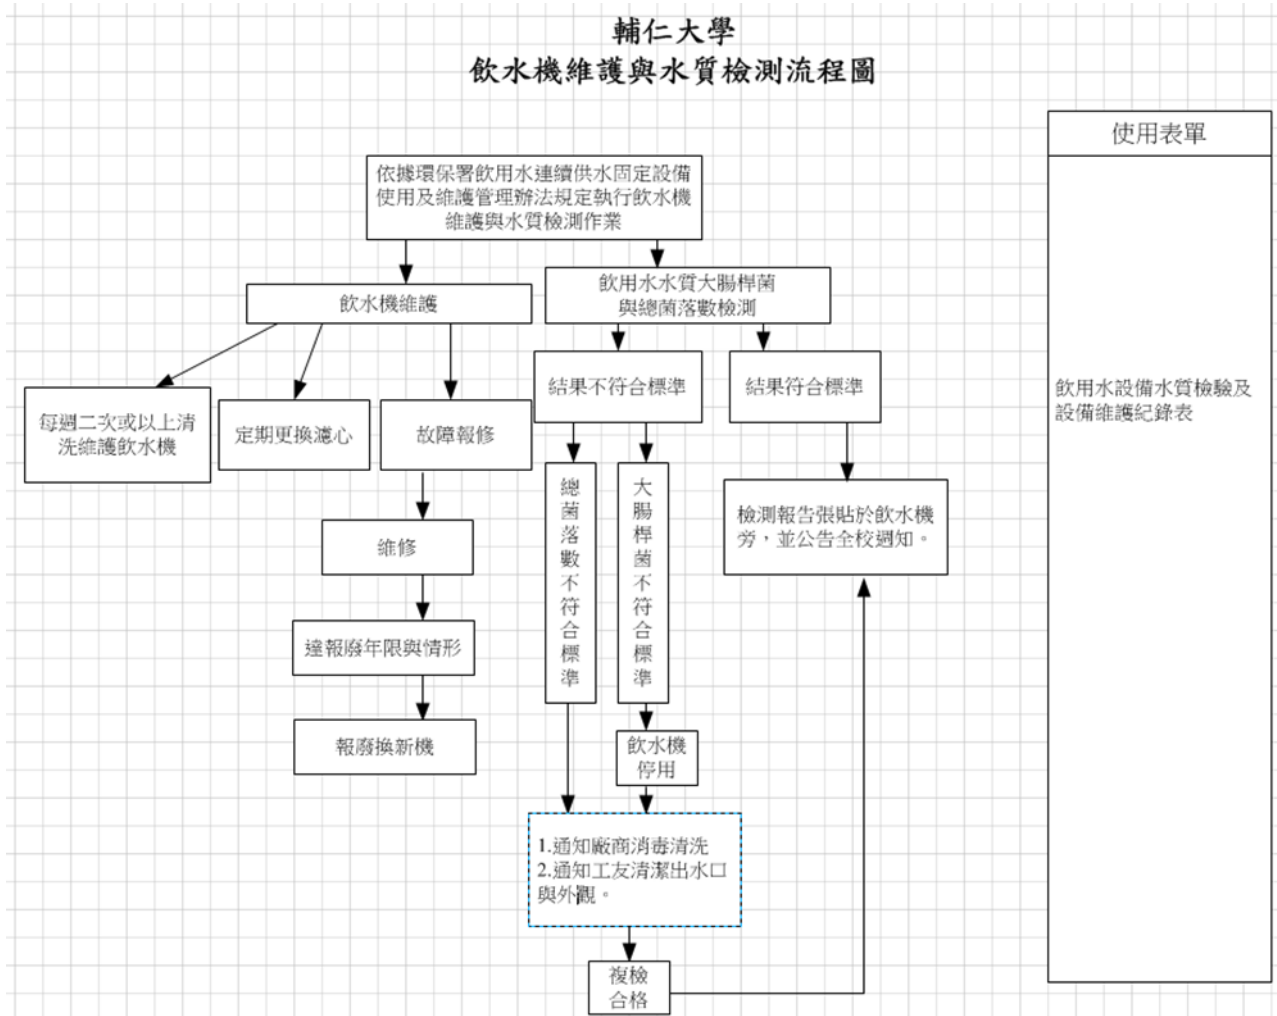 輔仁大學
飲水機維護與水質檢測流程圖
使用表單
依據環保署飲用水連續供水固定設備
使用及維護管理辦法規定執行飲水機
維護與水質檢測作業
飲水機維護
飲用水水質大腸桿菌
與總菌落數檢測
結果不符合標準
結果符合標準
每週二次或以上清
洗維護飲水機
定期更換濾心
故障報修
飲用水設備水質檢驗及
設備維護紀錄表
總菌落數不符合標準
大腸桿菌不符合標準
檢測報告張貼於飲水機
旁，並公告全校週知。
維修
達報廢年限與情形
報廢換新機
飲水機
停用
1.通知廠商消毒清洗
2.通知工友清潔出水口
與外觀。
複檢
合格